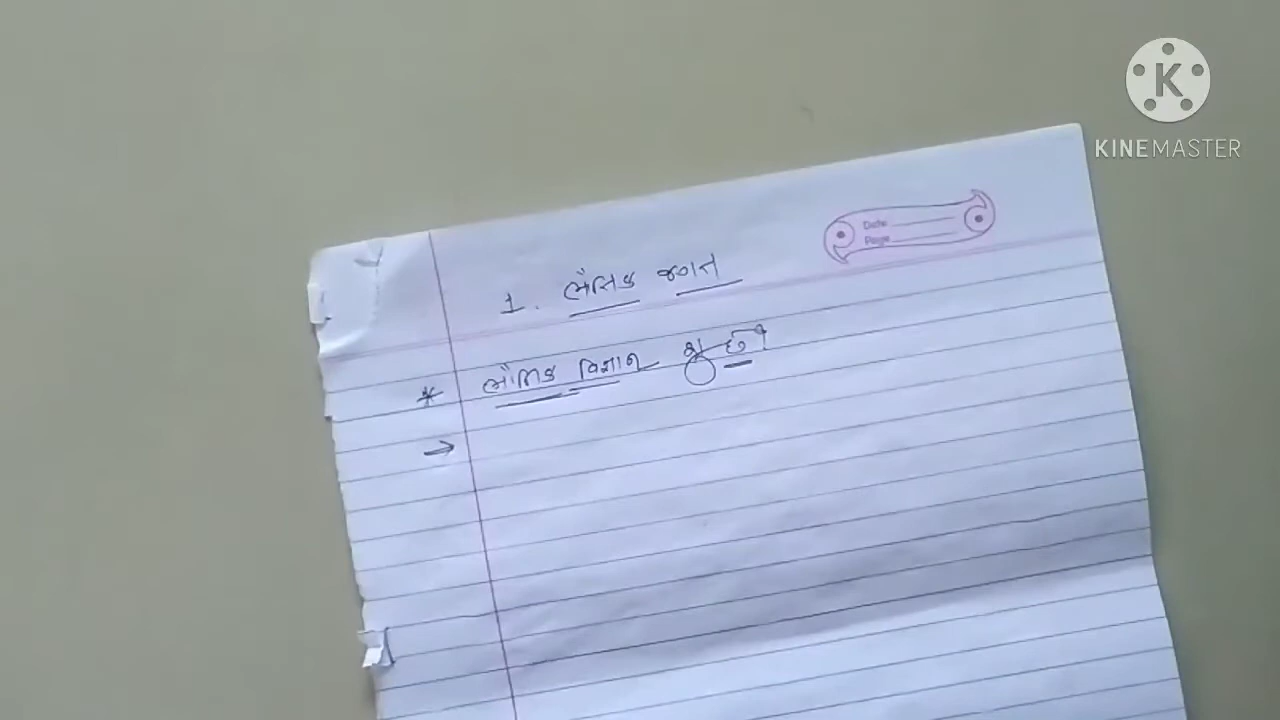 K
KINEMASTER
Date
Page
1. ભૌતિક જગત
* ભૌતિક વિજ્ઞાન શું છે ?
→